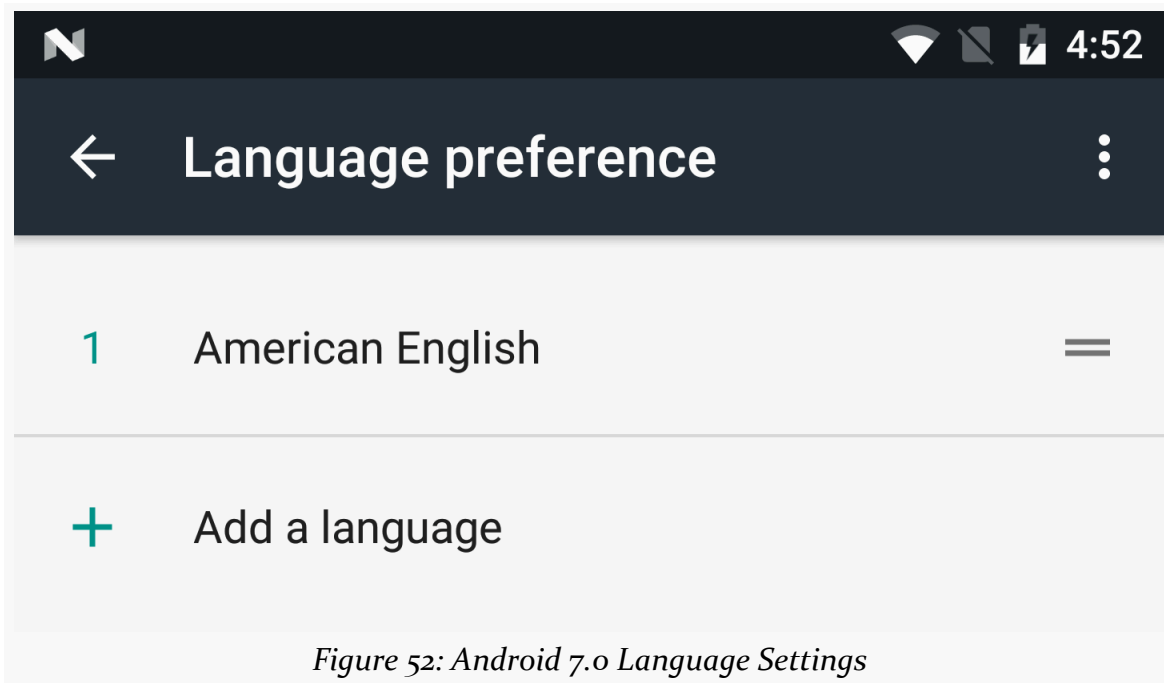 4:52
Language preference
1 American English
Add a language
Figure 52: Android 7.0 Language Settings